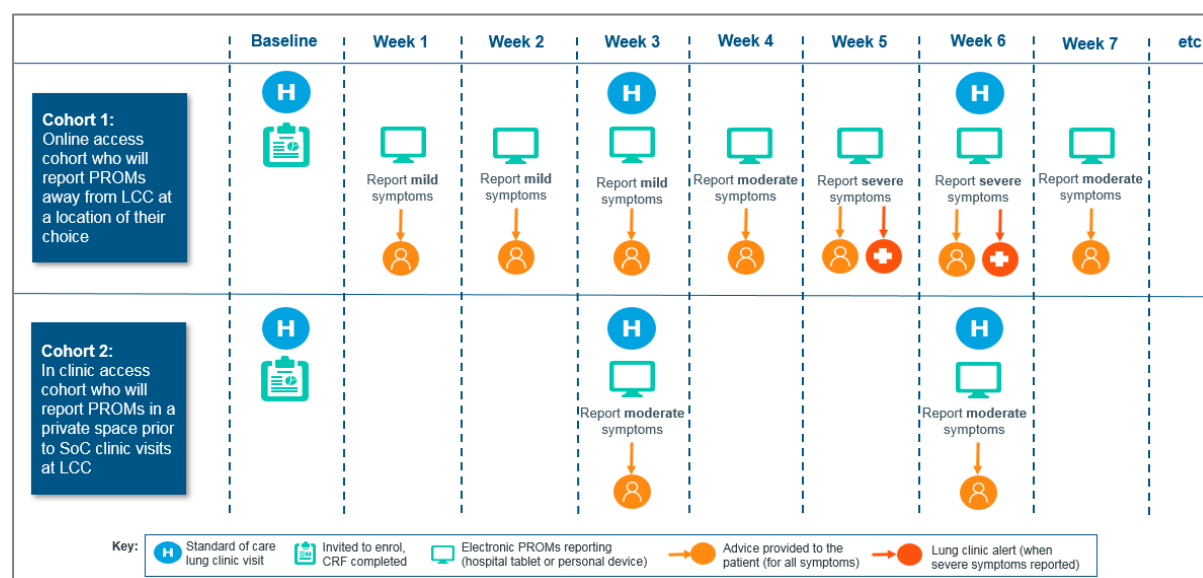 Baseline Week 1 Week 2 Week 3 Week 4 Week 5 Week 6 Week 7 etc
H H H
Cohort 1:
Online access
cohort who will
report PROMs
away from LCC at
a location of their
choice
Report mild
symptoms
Report mild
symptoms
Report mild
symptoms
Report moderate
symptoms
Report severe
symptoms
Report severe
symptoms
Report moderate
symptoms
H H H
Cohort 2:
In clinic access
cohort who will
report PROMs in a
private space prior
to SoC clinic visits
at LCC
Report moderate
symptoms
Report moderate
symptoms
Key:
H
Standard of care
lung clinic visit
Invited to enrol,
CRF completed
Electronic PROMs reporting
(hospital tablet or personal device)
Advice provided to the
patient (for all symptoms)
Lung clinic alert (when
severe symptoms reported)